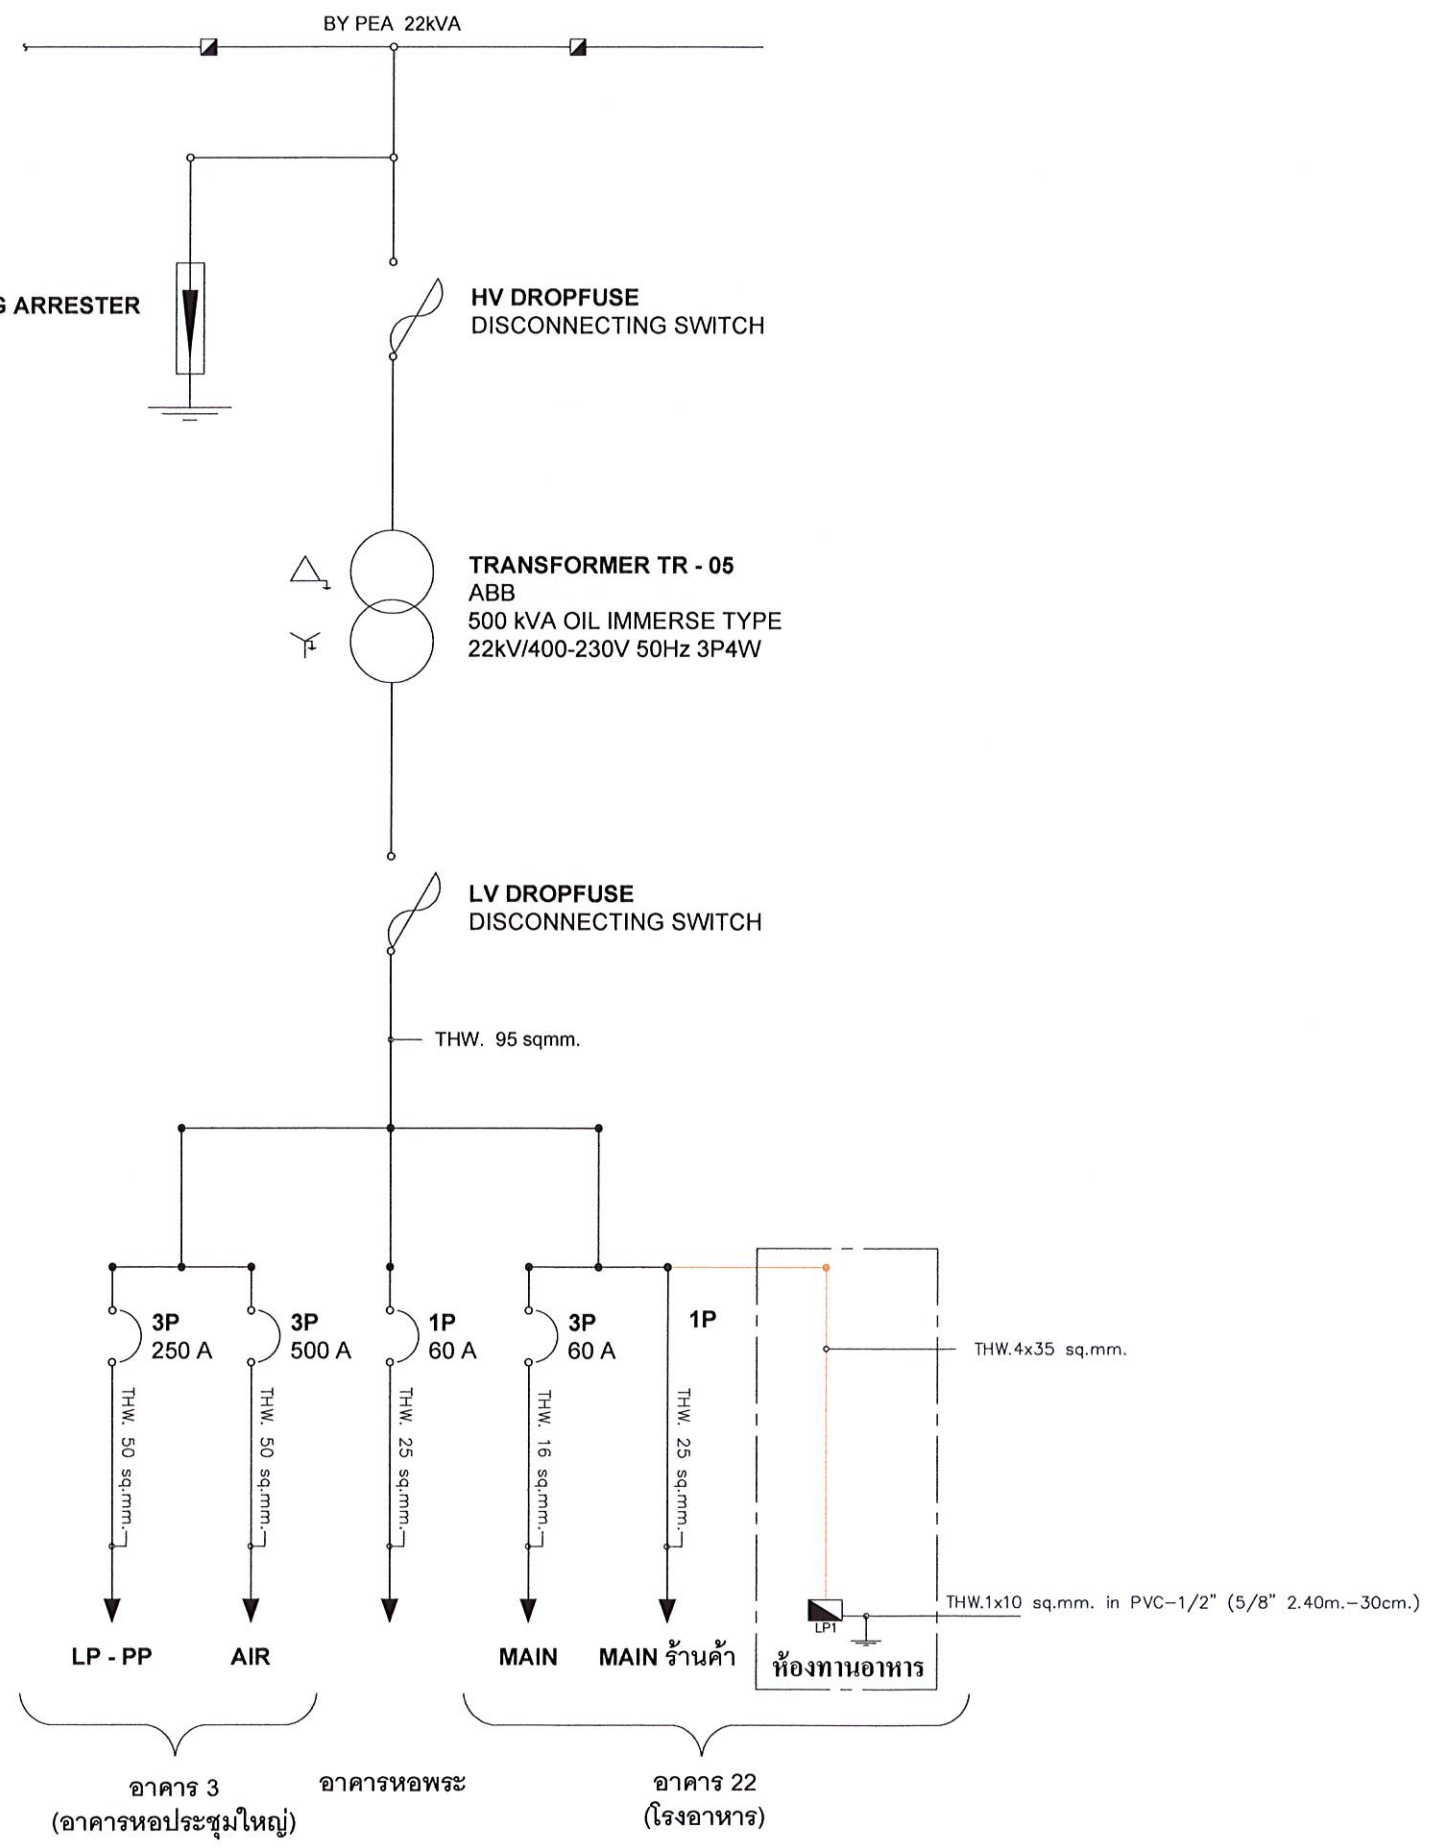 BY PEA 22kVA
G ARRESTER
HV DROPFUSE
DISCONNECTING SWITCH
TRANSFORMER TR - 05
ABB
500 kVA OIL IMMERSE TYPE
22kV/400-230V 50Hz 3P4W
LV DROPFUSE
DISCONNECTING SWITCH
THW. 95 sqmm.
3P
250 A
3P
500 A
1P
60 A
3P
60 A
1P
THW.4x35 sq.mm.
THW. 50 sq.mm.
THW. 50 sq.mm.
THW. 25 sq.mm.
THW. 16 sq.mm.
THW. 25 sq.mm.
THW.1x10 sq.mm. in PVC-1/2" (5/8" 2.40m.-30cm.)
LP1
LP - PP
AIR
MAIN
MAIN ร้านค้า
ห้องทานอาหาร
อาคาร 3
(อาคารหอประชุมใหญ่)
อาคารหอพระ
อาคาร 22
(โรงอาหาร)